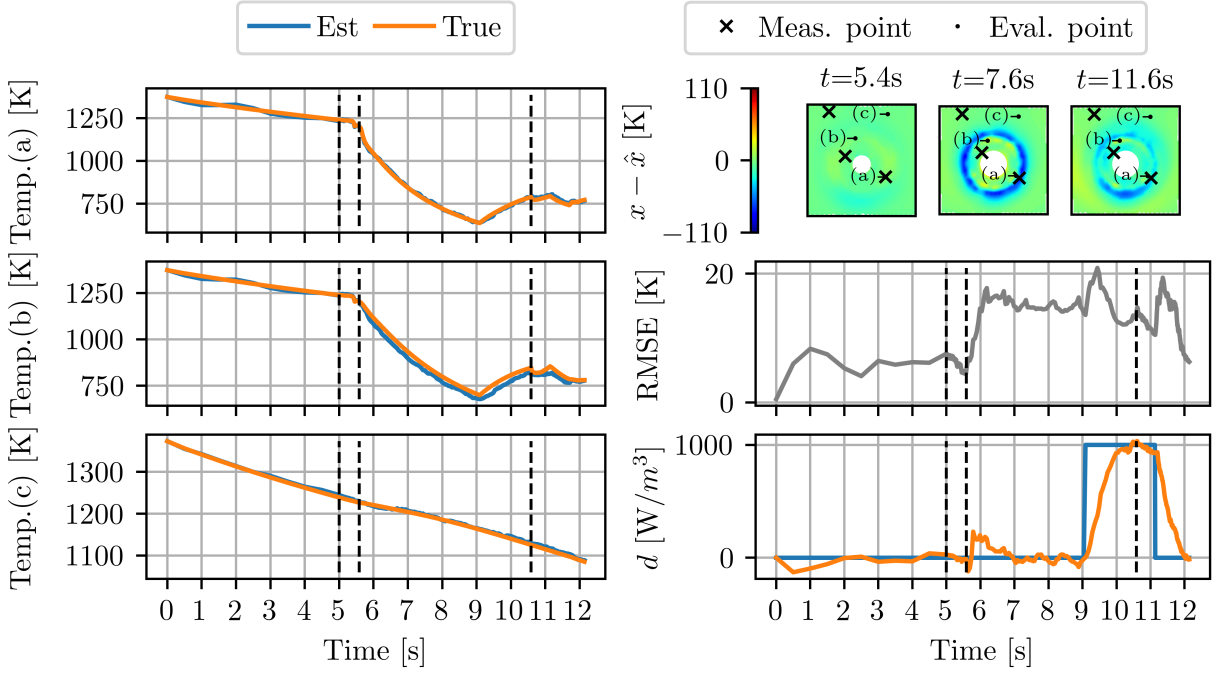 Est True
Meas. point Eval. point
Temp.(a) [K]
1250
1000
750
Temp.(b) [K]
1250
1000
750
Temp.(c) [K]
1300
1200
1100
0 1 2 3 4 5 6 7 8 9 10 11 12
Time [s]
x − x̂ [K]
110
0
−110
t=5.4s t=7.6s t=11.6s
(c) (c) (c)
(b) (b) (b)
(a) (a) (a)
RMSE [K]
20
0
d [W/m³]
1000
0
0 1 2 3 4 5 6 7 8 9 10 11 12
Time [s]